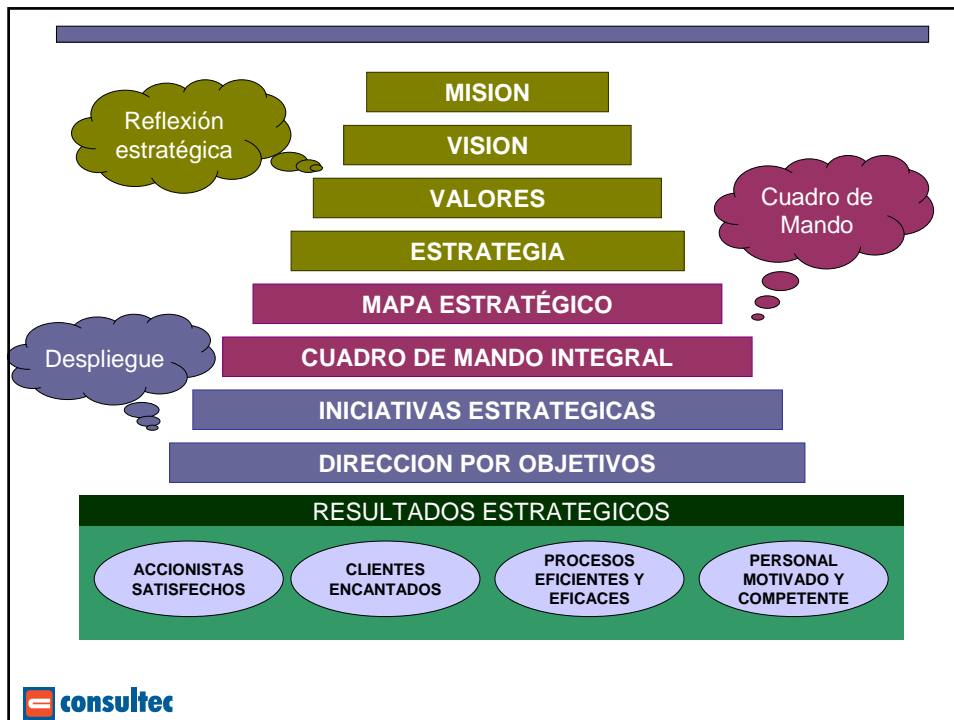 MISION
Reflexión
estratégica
VISION
VALORES
Cuadro de
Mando
ESTRATEGIA
MAPA ESTRATÉGICO
Despliegue
CUADRO DE MANDO INTEGRAL
INICIATIVAS ESTRATEGICAS
DIRECCION POR OBJETIVOS
RESULTADOS ESTRATEGICOS
ACCIONISTAS
SATISFECHOS
CLIENTES
ENCANTADOS
PROCESOS
EFICIENTES Y
EFICACES
PERSONAL
MOTIVADO Y
COMPETENTE
consultec